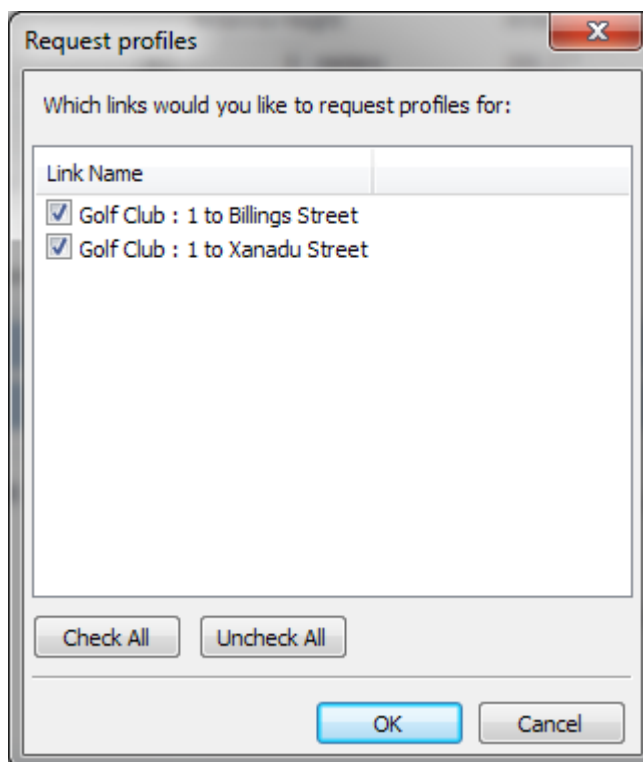 Request profiles
Which links would you like to request profiles for:
Link Name
Golf Club : 1 to Billings Street
Golf Club : 1 to Xanadu Street
Check All Uncheck All
OK Cancel